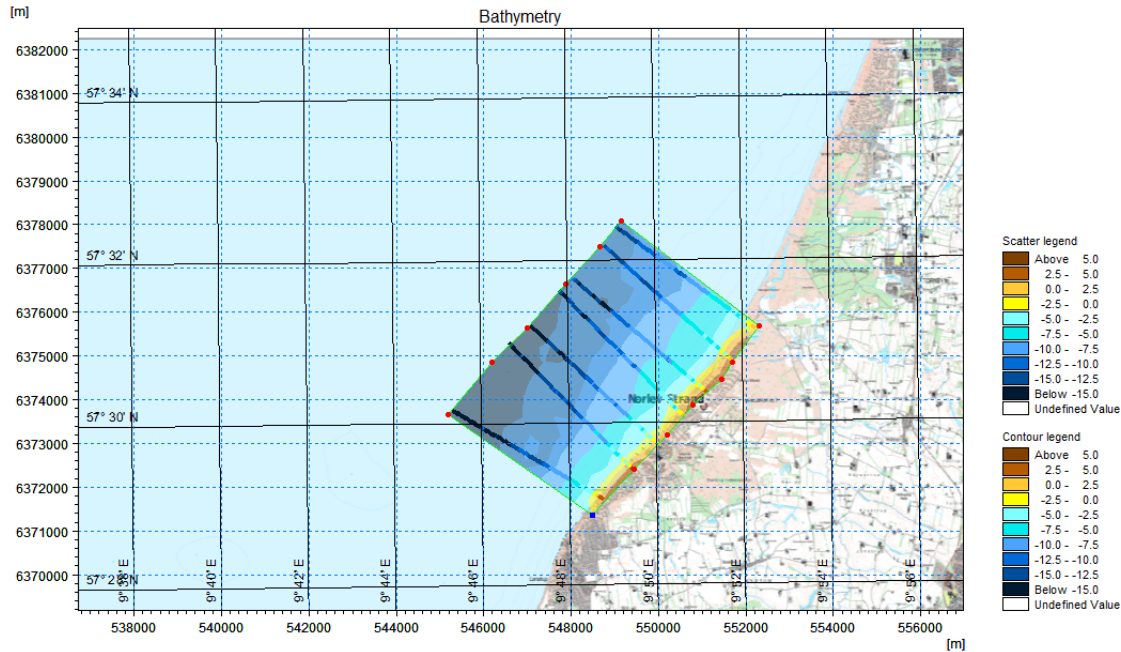 [m]
Bathymetry
6382000
6381000
6380000
6379000
6378000
6377000
6376000
6375000
6374000
6373000
6372000
6371000
6370000
57° 34' N
57° 32' N
57° 30' N
57° 28' N
Norlev Strand
9° 38' E
9° 40' E
9° 42' E
9° 44' E
9° 46' E
9° 48' E
9° 50' E
9° 52' E
9° 54' E
9° 56' E
538000 540000 542000 544000 546000 548000 550000 552000 554000 556000
[m]
Scatter legend
Above 5.0
2.5 - 5.0
0.0 - 2.5
-2.5 - 0.0
-5.0 - -2.5
-7.5 - -5.0
-10.0 - -7.5
-12.5 - -10.0
-15.0 - -12.5
Below -15.0
Undefined Value
Contour legend
Above 5.0
2.5 - 5.0
0.0 - 2.5
-2.5 - 0.0
-5.0 - -2.5
-7.5 - -5.0
-10.0 - -7.5
-12.5 - -10.0
-15.0 - -12.5
Below -15.0
Undefined Value